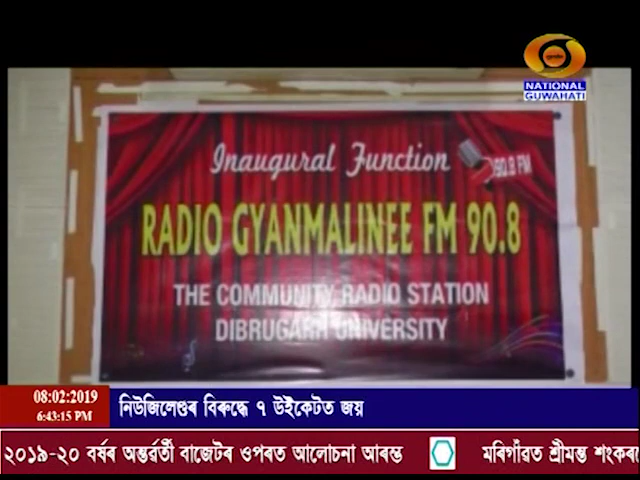 NATIONAL
GUWAHATI
Inaugural Function
90.8 FM
RADIO GYANMALINEE FM 90.8
THE COMMUNITY RADIO STATION
DIBRUGARH UNIVERSITY
08:02:2019
6:43:15 PM
নিউজিলেণ্ডৰ বিৰুদ্ধে ৭ উইকেটত জয়
২০১৯-২০ বৰ্ষৰ অন্তৰ্ৱৰ্তী বাজেটৰ ওপৰত আলোচনা আৰম্ভ
মৰিগাঁৱত শ্ৰীমন্ত